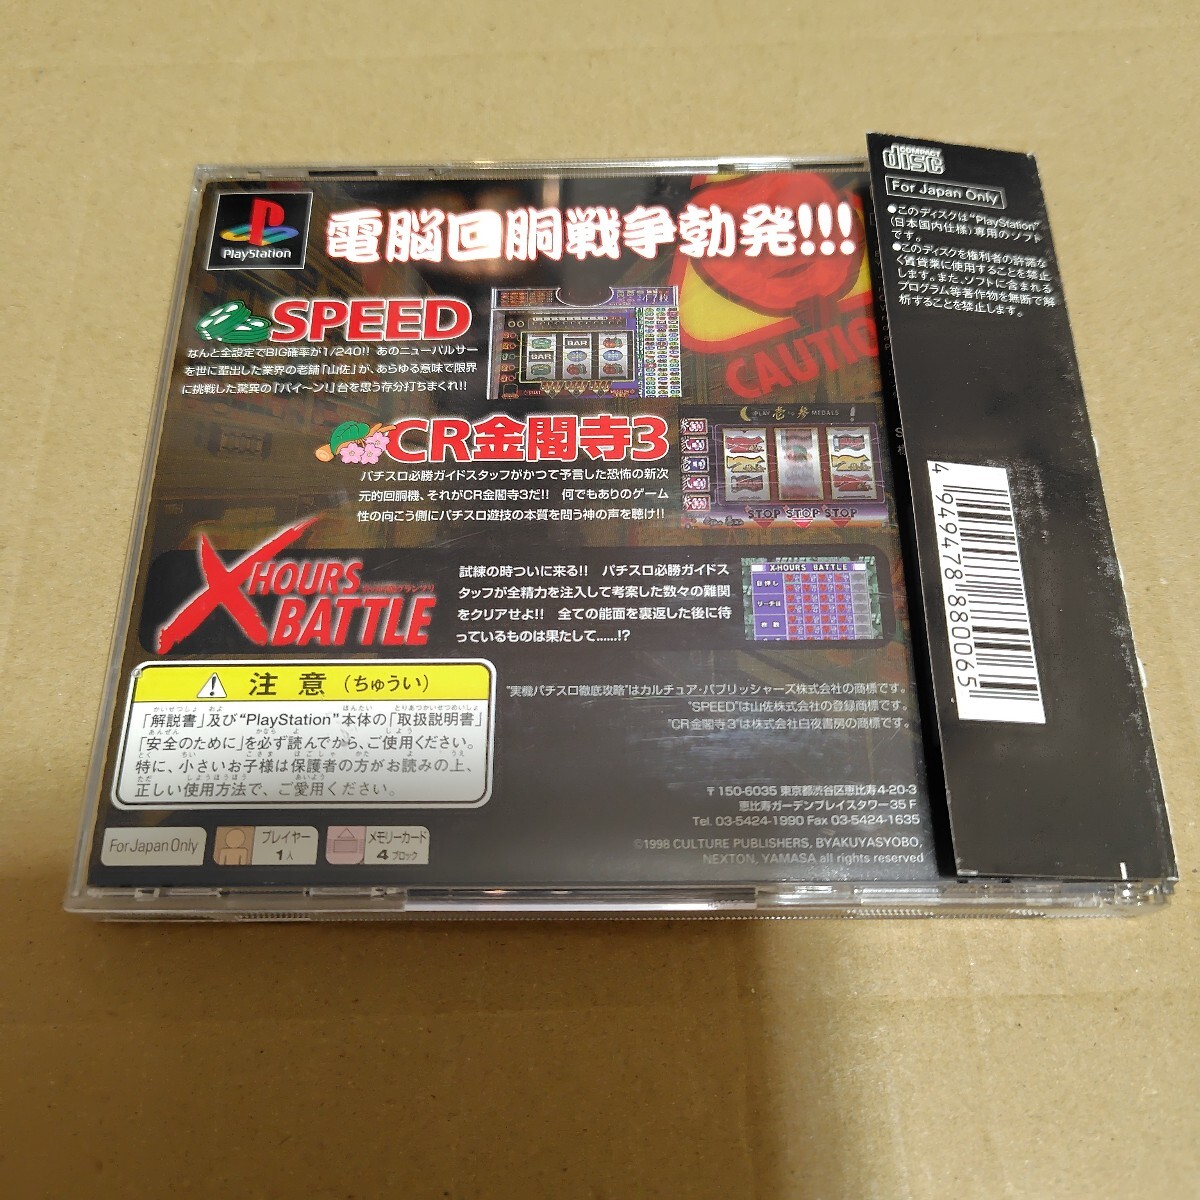 PlayStation
電脳回胴戦争勃発!!!
SPEED
なんと全設定でBIG確率が1/240!! あのニューパルサー
を世に輩出した業界の老舗「山佐」が、あらゆる意味で限界
に挑戦した驚異の「パイ〜ン!」台を思う存分打ちまくれ!!
BAR
BAR
CAUTIO
CR金閣寺3
パチスロ必勝ガイドスタッフがかつて予言した恐怖の新次
元的回胴機、それがCR金閣寺3だ!! 何でもありのゲーム
性の向こう側にパチスロ遊技の本質を問う神の声を聴け!!
PLAY 壱 to 参 MEDALS
STOP STOP STOP
X HOURS
BATTLE
試練の時ついに来る!! パチスロ必勝ガイドス
タッフが全精力を注入して考案した数々の難関
をクリアせよ!! 全ての能面を裏返した後に待
っているものは果たして......!?
X-HOURS BATTLE
目押し
リーチ目
枚数
注意(ちゅうい)
「解説書」及び“PlayStation”本体の「取扱説明書」
「安全のために」を必ず読んでから、ご使用ください。
特に、小さいお子様は保護者の方がお読みの上、
正しい使用方法で、ご愛用ください。
"実機パチスロ徹底攻略"はカルチュア・パブリッシャーズ株式会社の商標です。
"SPEED"は山佐株式会社の登録商標です。
"CR金閣寺3"は株式会社白夜書房の商標です。
〒150-6035 東京都渋谷区恵比寿4-20-3
恵比寿ガーデンプレイスタワー35F
Tel. 03-5424-1990 Fax 03-5424-1635
©1998 CULTURE PUBLISHERS, BYAKUYASYOBO,
NEXTON, YAMASA all rights reserved
For Japan Only
プレイヤー
1人
メモリーカード
4ブロック
COMPACT
disc
For Japan Only
●このディスクは“PlayStation”
(日本国内仕様)専用のソフト
です。
●このディスクを権利者の許諾な
く賃貸業に使用することを禁止
します。また、ソフトに含まれる
プログラム等著作物を無断で解
析することを禁止します。
4 949478 880065